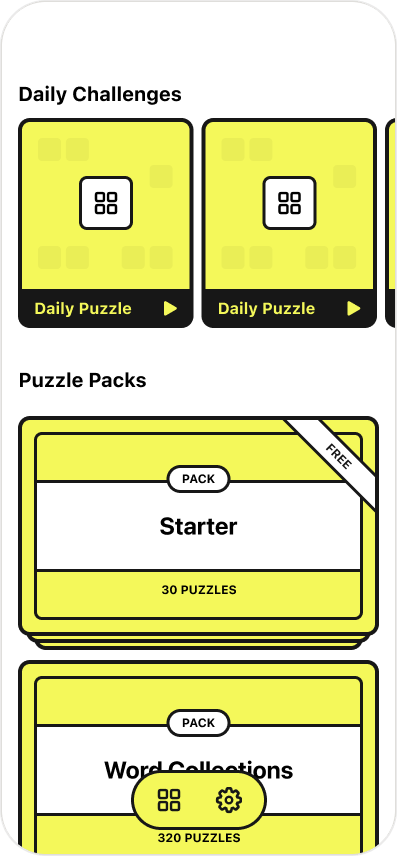 Daily Challenges
Daily Puzzle
Daily Puzzle
Puzzle Packs
FREE
PACK
Starter
30 PUZZLES
PACK
Word Collections
320 PUZZLES